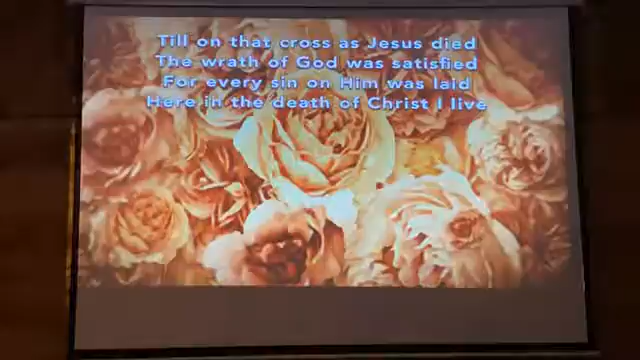 Till on that cross as Jesus died
The wrath of God was satisfied
For every sin on Him was laid
Here in the death of Christ I live